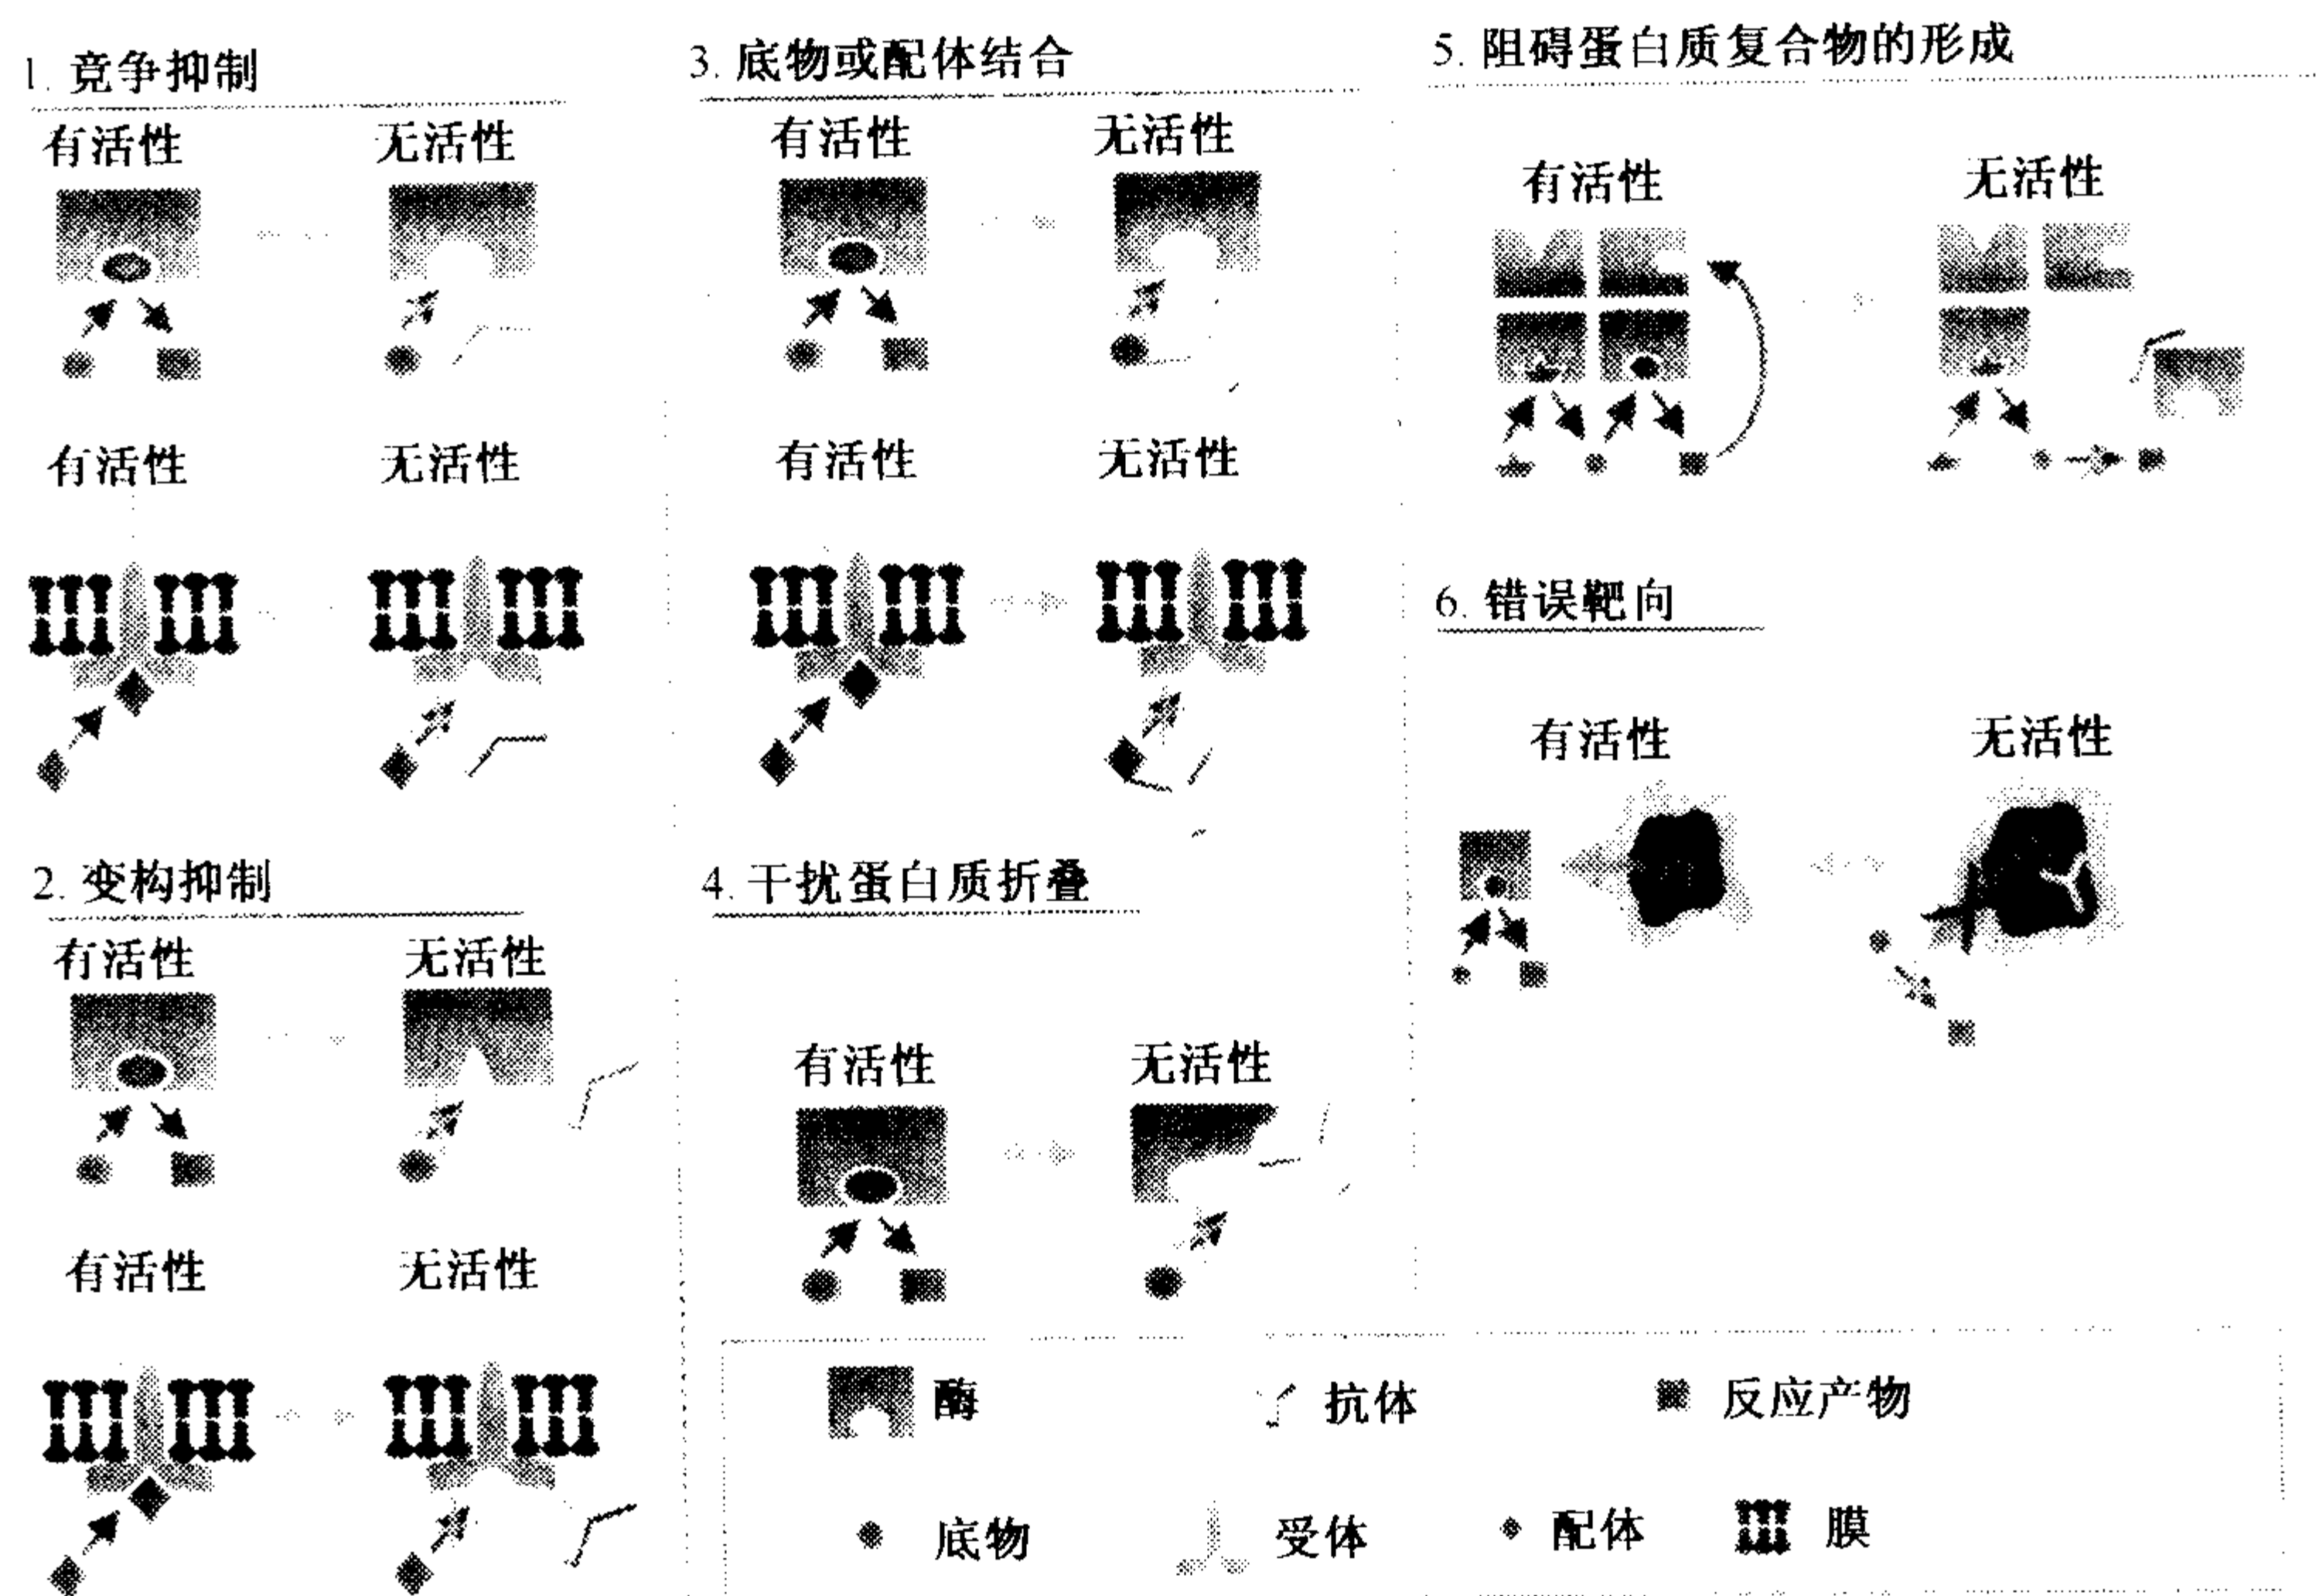 1. 竞争抑制
有活性 无活性
有活性 无活性
2. 变构抑制
有活性 无活性
有活性 无活性
3. 底物或配体结合
有活性 无活性
有活性 无活性
4. 干扰蛋白质折叠
有活性 无活性
5. 阻碍蛋白质复合物的形成
有活性 无活性
6. 错误靶向
有活性 无活性
酶 抗体 反应产物
底物 受体 配体 膜